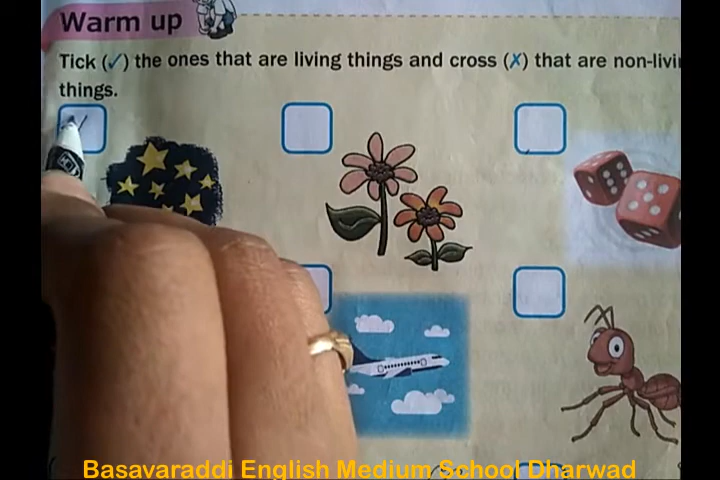 Warm up
Tick (✓) the ones that are living things and cross (✗) that are non-livi
things.
Basavaraddi English Medium School Dharwad